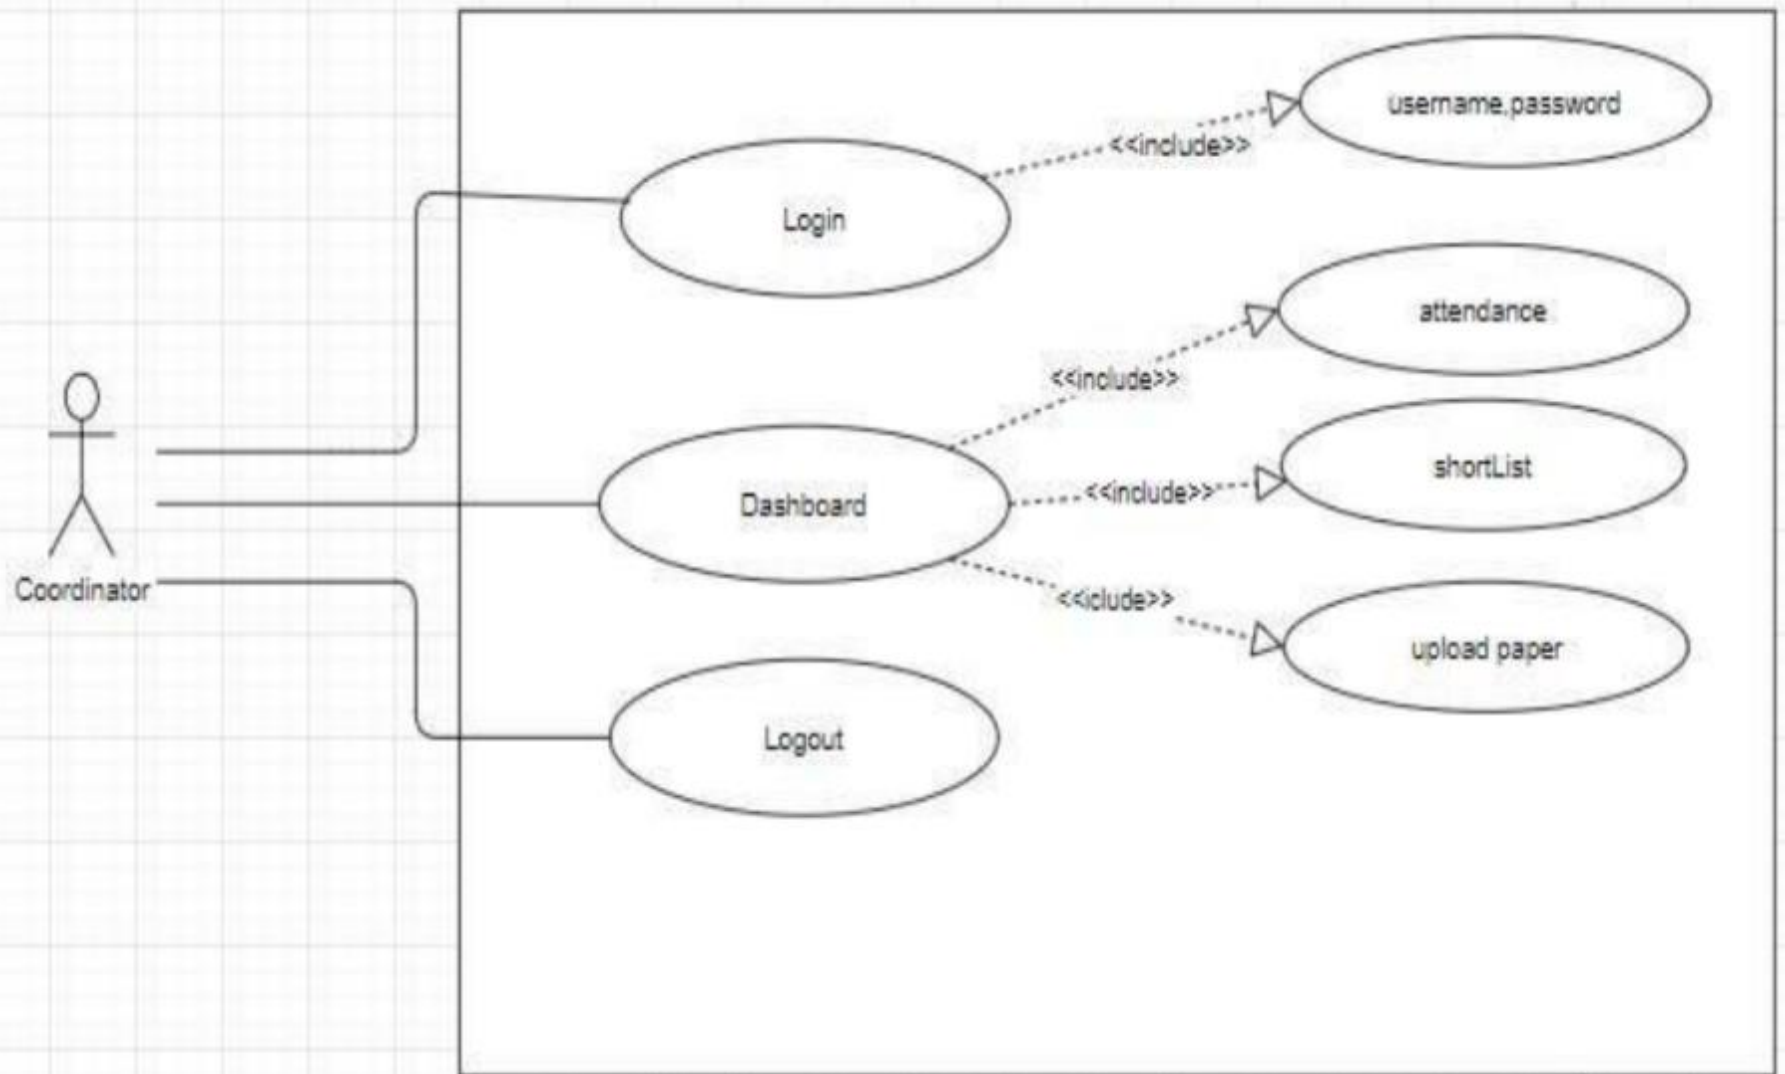 username,password
<<include>>
Login
attendance
<<include>>
shortList
<<include>>
Dashboard
Coordinator
<<iclude>>
upload paper
Logout